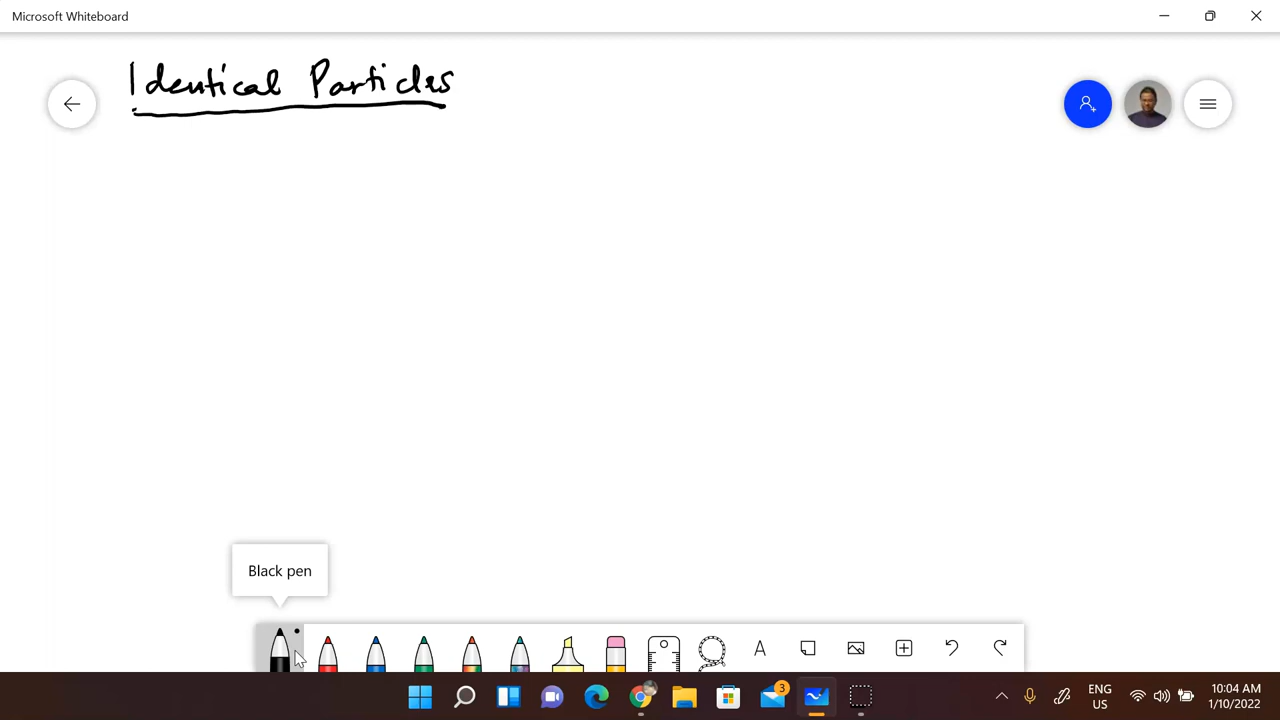 Microsoft Whiteboard
Identical Particles
Black pen
A
3
ENG
US
10:04 AM
1/10/2022